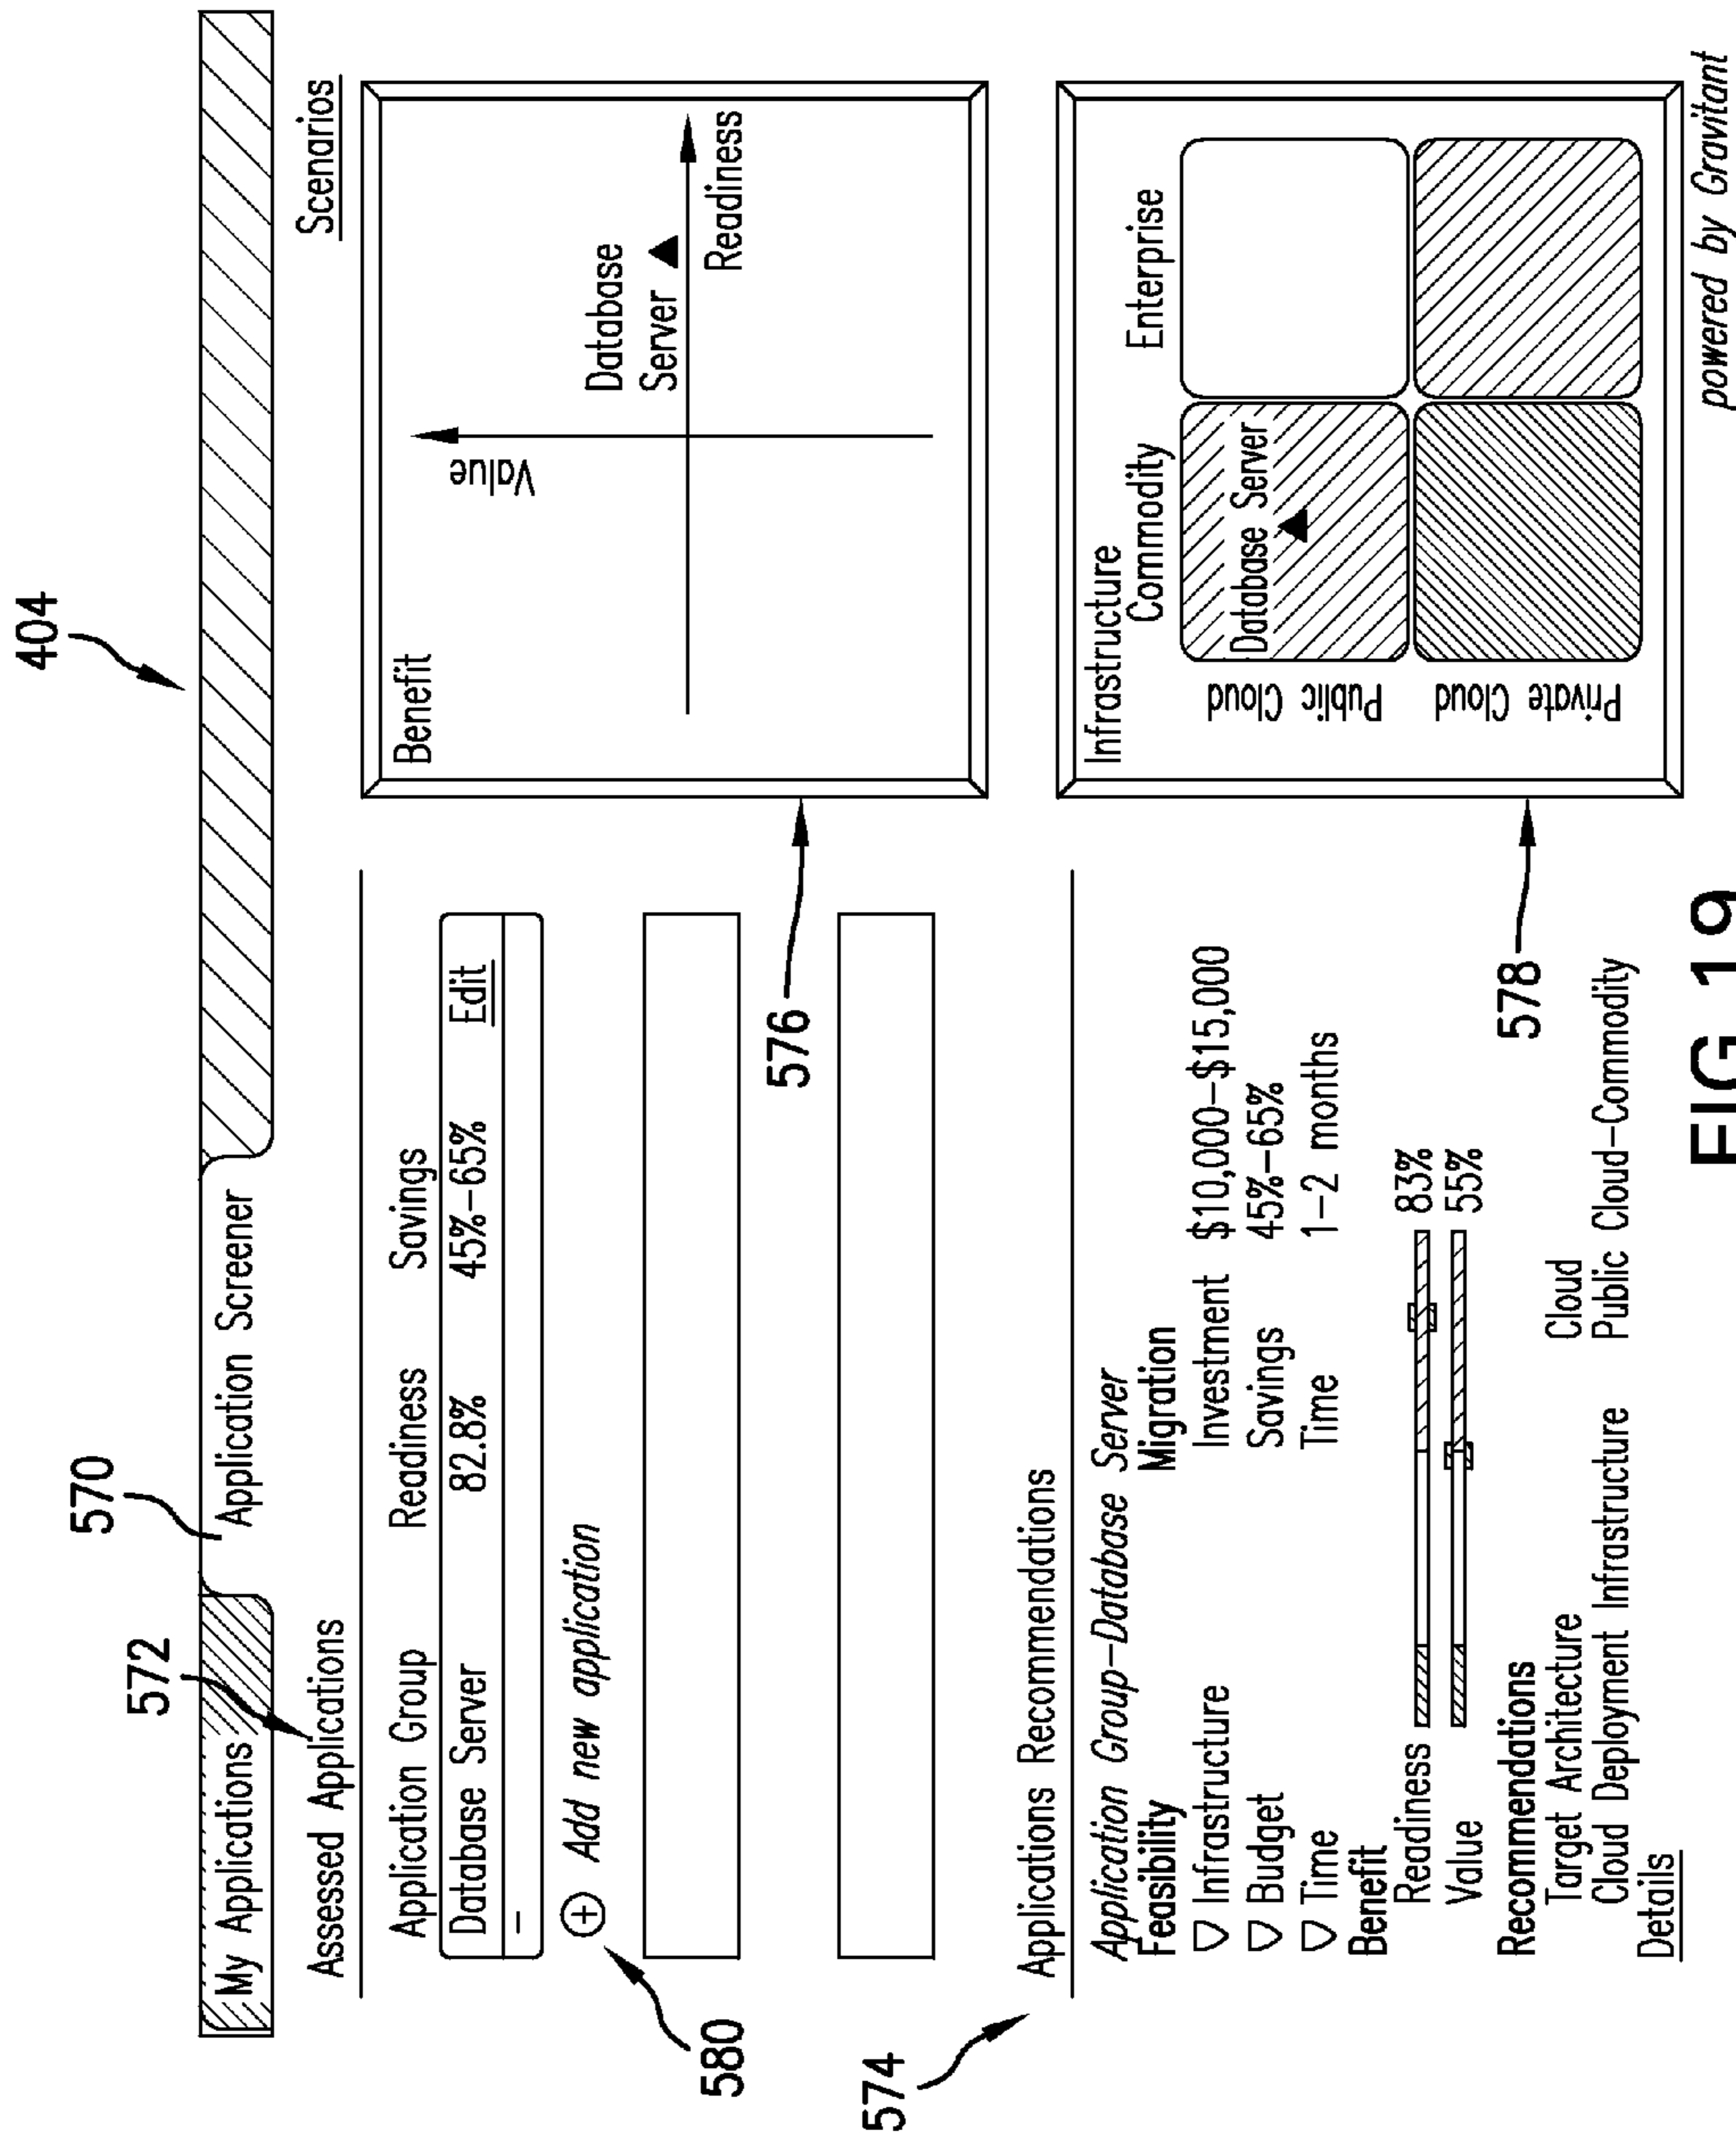 404
570
572
My Applications
Application Screener
Assessed Applications
Application Group Readiness Savings
Database Server 82.8% 45%-65% Edit
-
Add new application
580
574
Applications Recommendations
Application Group-Database Server
Feasibility Migration
Infrastructure Investment $10,000-$15,000
Budget Savings 45%-65%
Time Time 1-2 months
Benefit
Readiness 83%
Value 55%
Recommendations
Target Architecture Cloud
Cloud Deployment Infrastructure Public Cloud-Commodity
Details
Scenarios
Benefit
Value
Database
Server
Readiness
576
Infrastructure
Commodity Enterprise
Public Cloud
Database Server
Private Cloud
578
powered by Gravitant
FIG 19